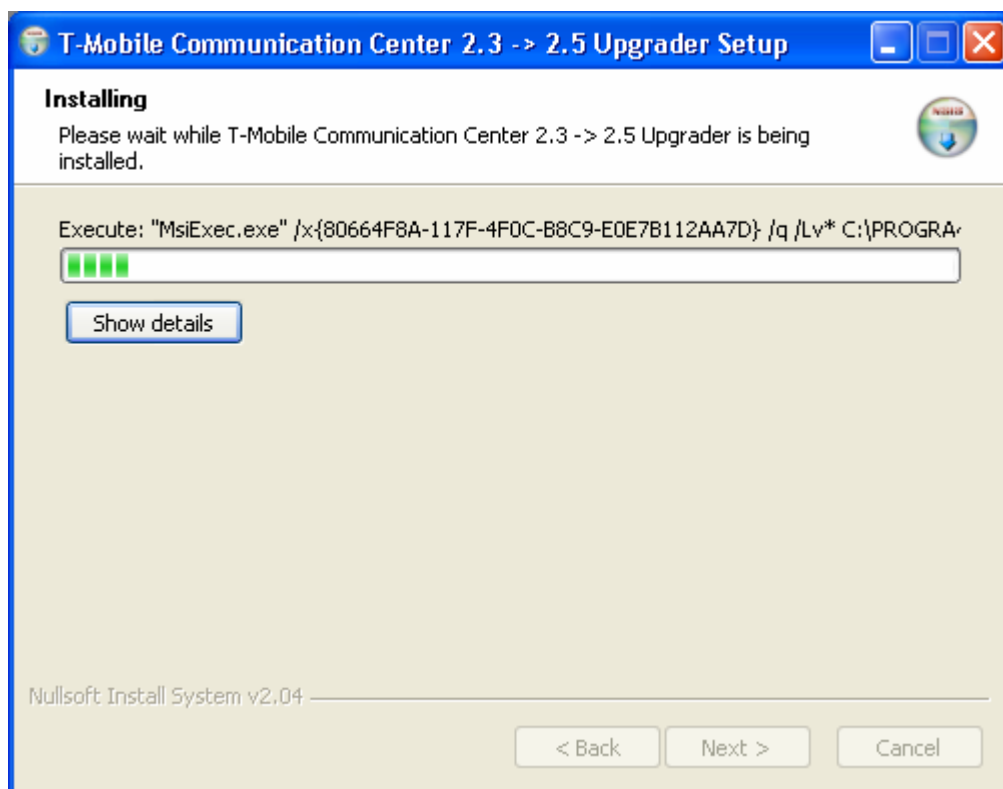 T-Mobile Communication Center 2.3 -> 2.5 Upgrader Setup
Installing
Please wait while T-Mobile Communication Center 2.3 -> 2.5 Upgrader is being
installed.
Execute: "MsiExec.exe" /x{80664F8A-117F-4F0C-B8C9-E0E7B112AA7D} /q /Lv* C:\PROGRA
Show details
Nullsoft Install System v2.04
< Back
Next >
Cancel